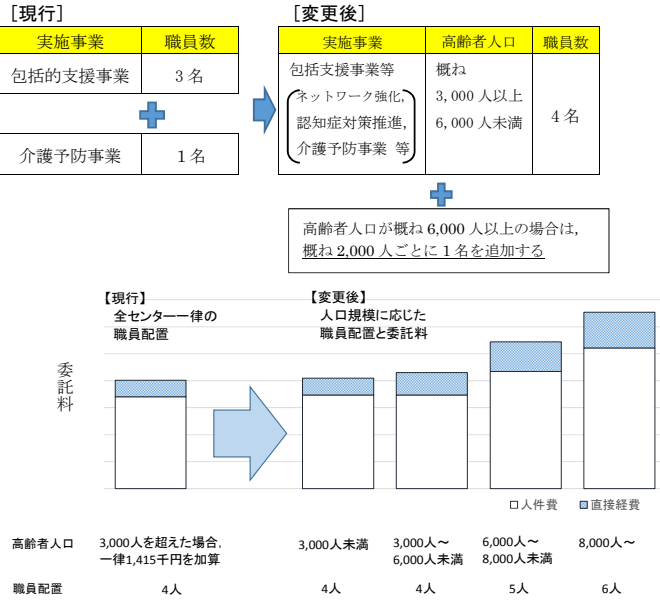 [現行]
実施事業 職員数
包括的支援事業 3名
介護予防事業 1名
[変更後]
実施事業 高齢者人口 職員数
包括支援事業等
ネットワーク強化,
認知症対策推進,
介護予防事業 等
概ね
3,000人以上
6,000人未満
4名
高齢者人口が概ね 6,000 人以上の場合は,
概ね 2,000 人ごとに 1 名を追加する
【現行】
全センター一律の
職員配置
【変更後】
人口規模に応じた
職員配置と委託料
委託料
人件費 直接経費
高齢者人口
3,000人を超えた場合,
一律1,415千円を加算
3,000人未満
3,000人~
6,000人未満
6,000人~
8,000人未満
8,000人~
職員配置 4人 4人 4人 5人 6人